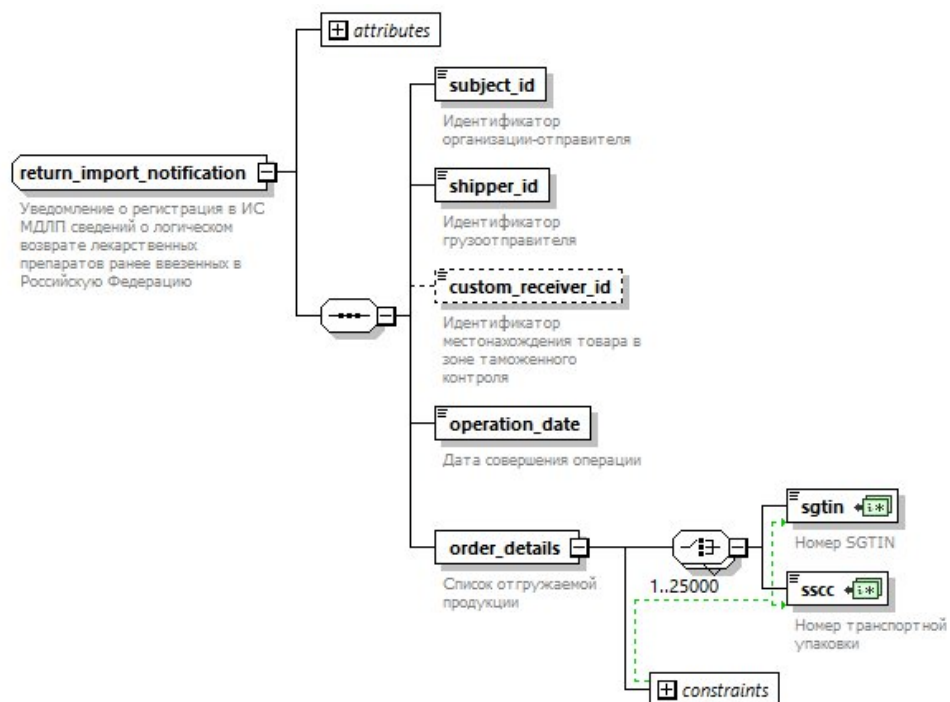 attributes
subject_id
Идентификатор
организации-отправителя
return_import_notification
Уведомление о регистрация в ИС
МДЛП сведений о логическом
возврате лекарственных
препаратов ранее ввезенных в
Российскую Федерацию
shipper_id
Идентификатор
грузоотправителя
custom_receiver_id
Идентификатор
местонахождения товара в
зоне таможенного
контроля
operation_date
Дата совершения операции
order_details
Список отгружаемой
продукции
1..25000
sgtin
Номер SGTIN
sscc
Номер транспортной
упаковки
constraints